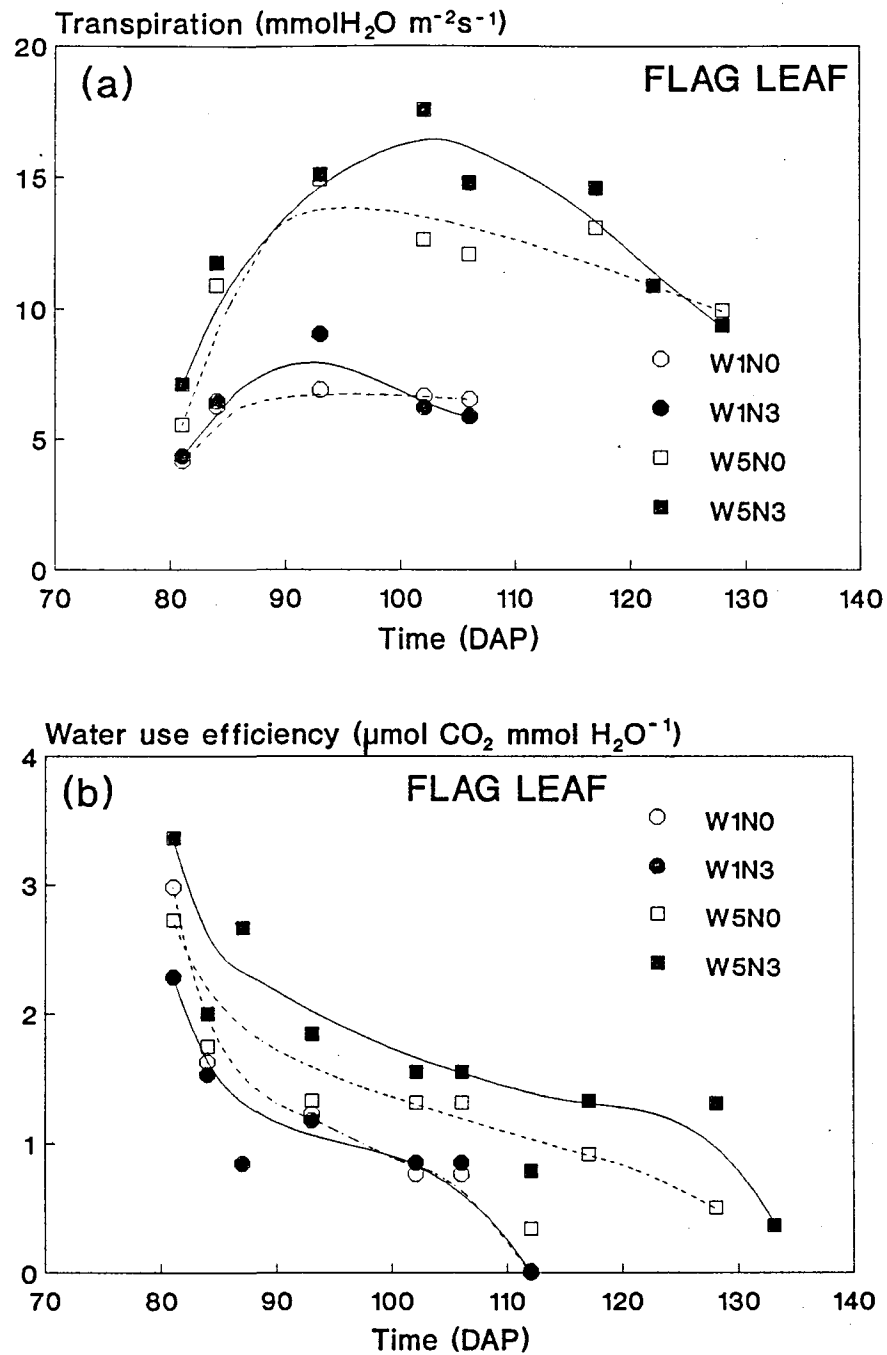 Transpiration (mmolH₂O m⁻²s⁻¹)
(a)
FLAG LEAF
20
15
10
5
0
W1N0
W1N3
W5N0
W5N3
70 80 90 100 110 120 130 140
Time (DAP)
Water use efficiency (μmol CO₂ mmol H₂O⁻¹)
(b)
FLAG LEAF
4
3
2
1
0
W1N0
W1N3
W5N0
W5N3
70 80 90 100 110 120 130 140
Time (DAP)